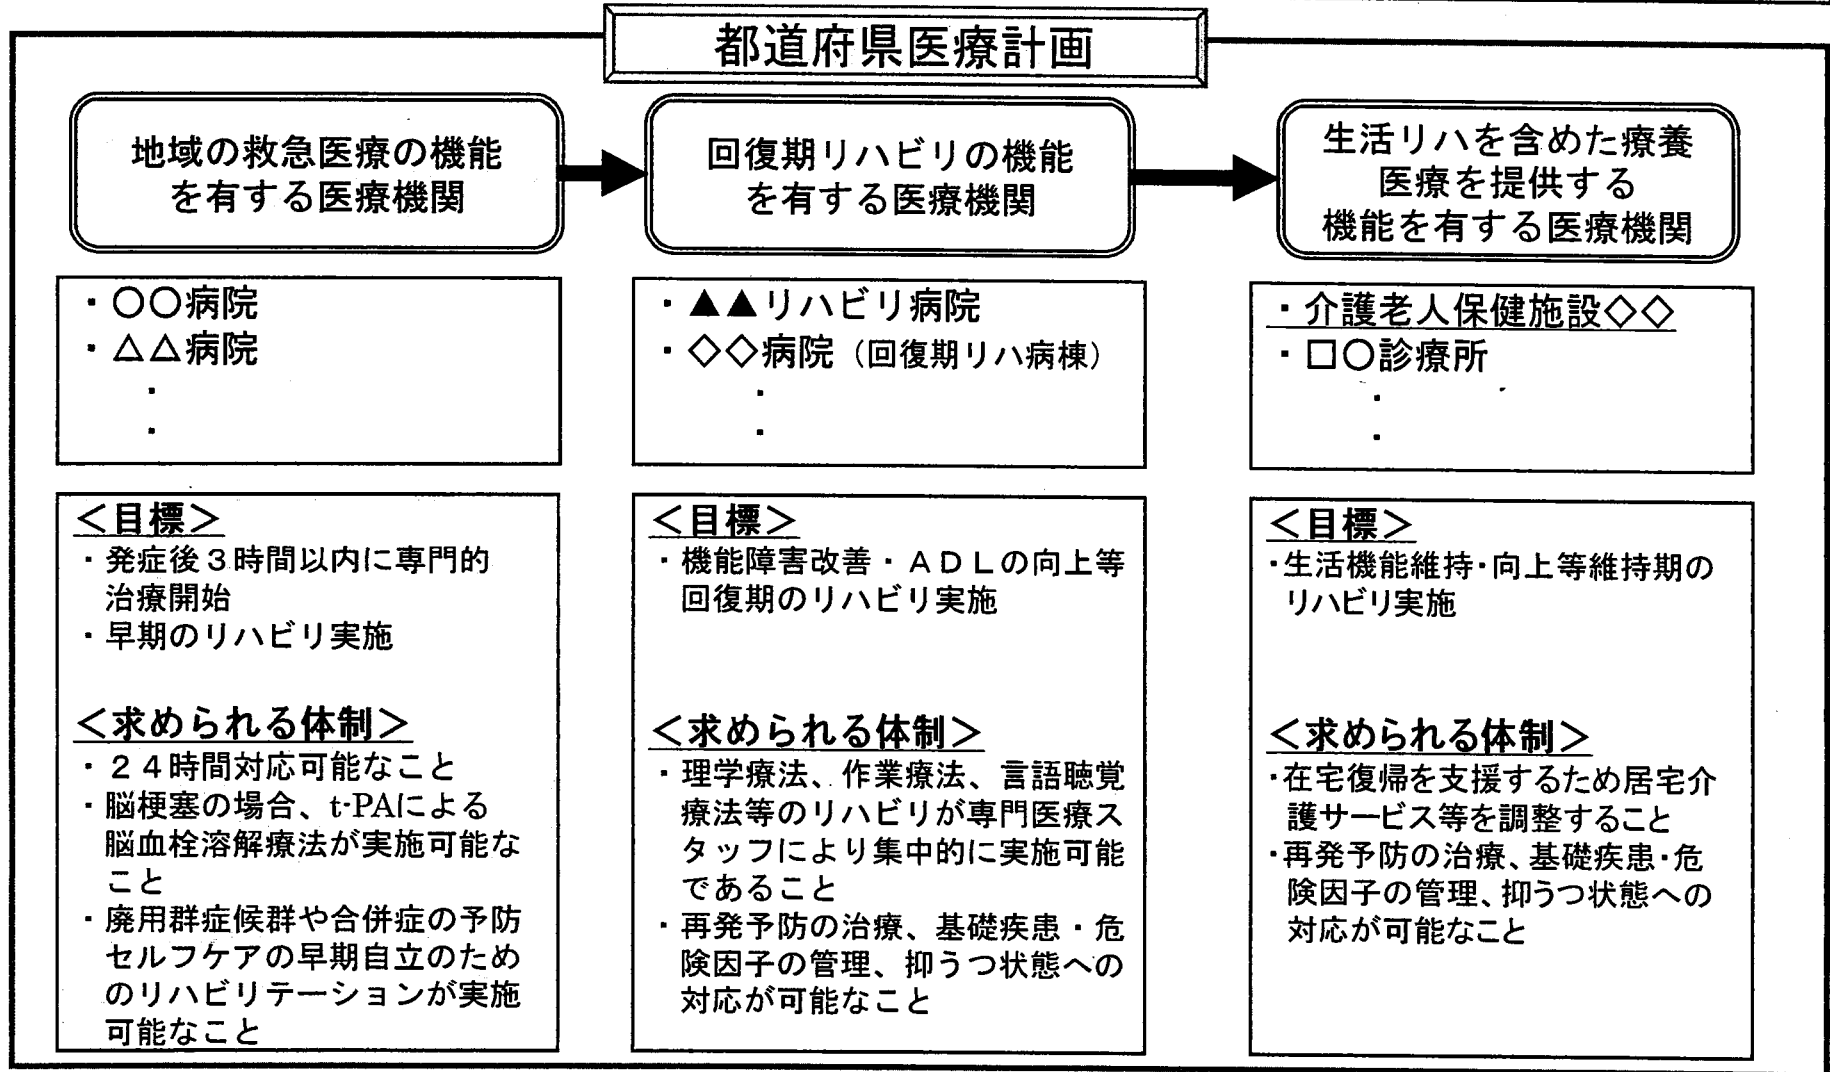 都道府県医療計画
地域の救急医療の機能
を有する医療機関
回復期リハビリの機能
を有する医療機関
生活リハを含めた療養
医療を提供する
機能を有する医療機関
・○○病院
・△△病院
・
・
・▲▲リハビリ病院
・◇◇病院（回復期リハ病棟）
・
・
・介護老人保健施設◇◇
・□○診療所
・
・
＜目標＞
・発症後３時間以内に専門的
治療開始
・早期のリハビリ実施
＜求められる体制＞
・２４時間対応可能なこと
・脳梗塞の場合、t-PAによる
脳血栓溶解療法が実施可能な
こと
・廃用群症候群や合併症の予防
セルフケアの早期自立のため
のリハビリテーションが実施
可能なこと
＜目標＞
・機能障害改善・ＡＤＬの向上等
回復期のリハビリ実施
＜求められる体制＞
・理学療法、作業療法、言語聴覚
療法等のリハビリが専門医療ス
タッフにより集中的に実施可能
であること
・再発予防の治療、基礎疾患・危
険因子の管理、抑うつ状態への
対応が可能なこと
＜目標＞
・生活機能維持・向上等維持期の
リハビリ実施
＜求められる体制＞
・在宅復帰を支援するため居宅介
護サービス等を調整すること
・再発予防の治療、基礎疾患・危
険因子の管理、抑うつ状態への
対応が可能なこと